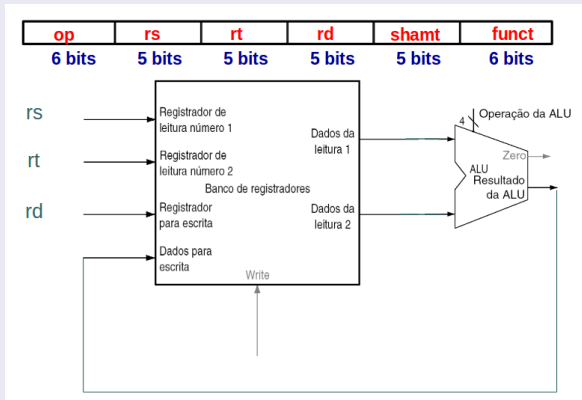 op rs rt rd shamt funct
6 bits 5 bits 5 bits 5 bits 5 bits 6 bits
rs
rt
rd
Registrador de
leitura número 1
Registrador de
leitura número 2
Banco de registradores
Registrador
para escrita
Dados para
escrita
Dados da
leitura 1
Dados da
leitura 2
Write
4
Operação da ALU
Zero
ALU
Resultado
da ALU